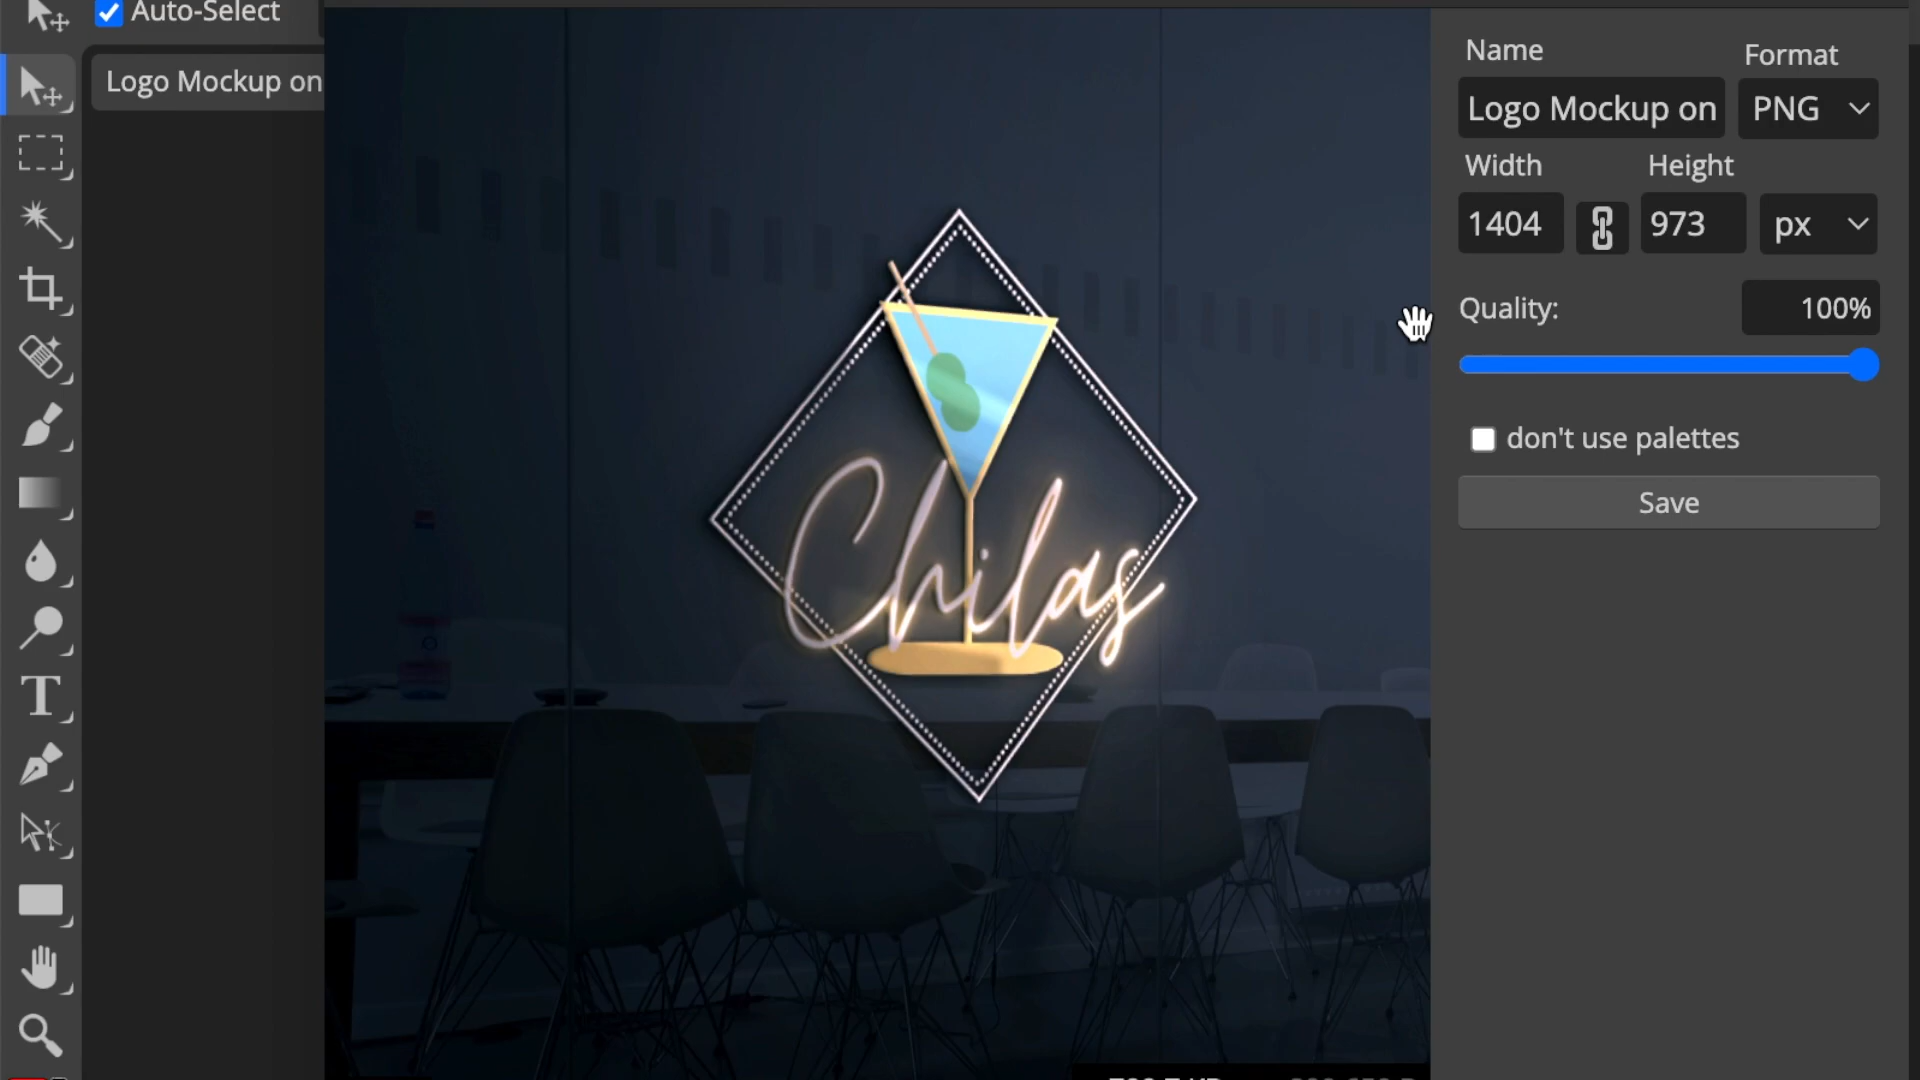 Auto-Select
Logo Mockup on
Name
Format
Logo Mockup on
PNG
Width
Height
1404
973
px
Quality:
100%
don't use palettes
Save
T
Chilas